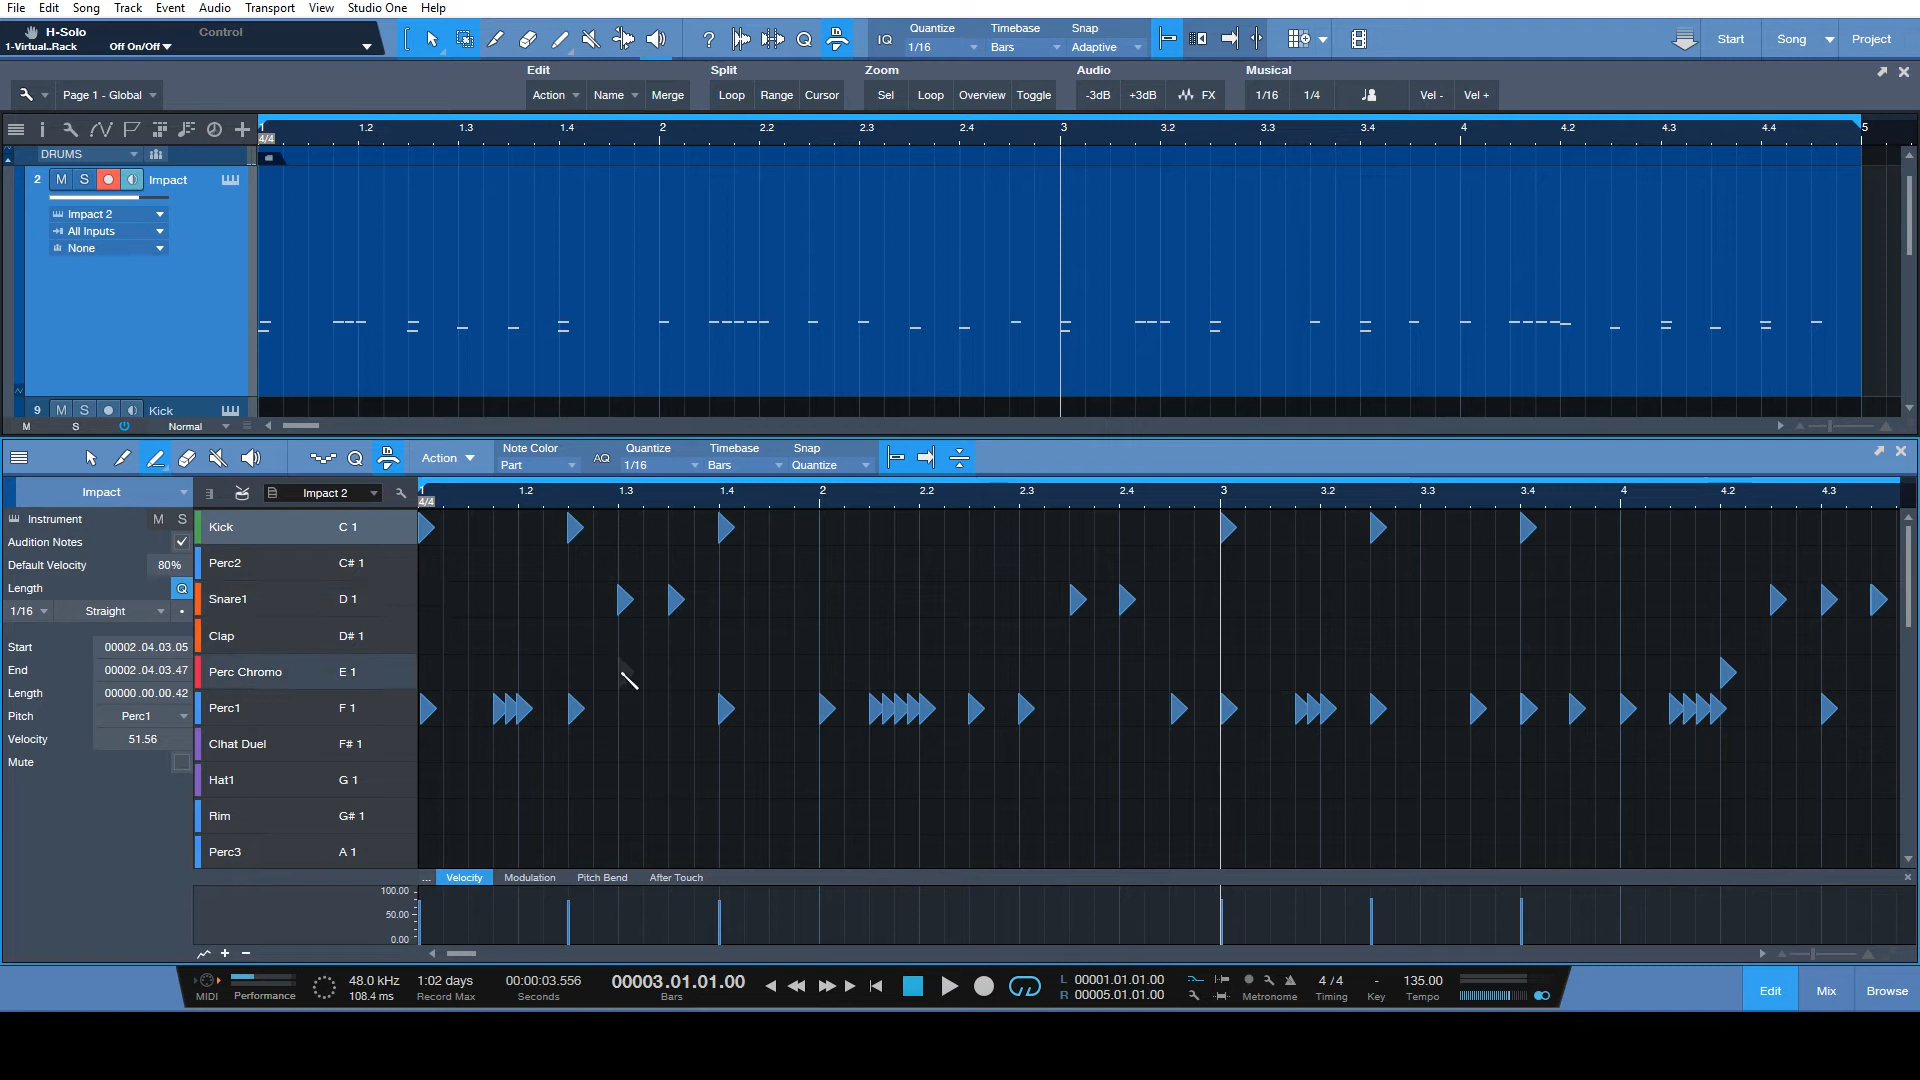 File Edit Song Track Event Audio Transport View Studio One Help
H-Solo Control
1-Virtual..Rack Off On/Off
IQ Quantize Timebase Snap
1/16 Bars Adaptive
Start Song Project
Edit Split Zoom Audio Musical
Page 1 - Global Action Name Merge Loop Range Cursor Sel Loop Overview Toggle -3dB +3dB FX 1/16 1/4 Vel - Vel +
1 1.2 1.3 1.4 2 2.2 2.3 2.4 3 3.2 3.3 3.4 4 4.2 4.3 4.4 5
4/4
DRUMS
2 M S Impact
Impact 2
All Inputs
None
9 M S Kick
M S Normal
Action Note Color AQ Quantize Timebase Snap
Part 1/16 Bars Quantize
Impact Impact 2
1 1.2 1.3 1.4 2 2.2 2.3 2.4 3 3.2 3.3 3.4 4 4.2 4.3
4/4
Instrument M S
Audition Notes
Default Velocity 80%
Length Q
1/16 Straight
Start 00002.04.03.05
End 00002.04.03.47
Length 00000.00.00.42
Pitch Perc1
Velocity 51.56
Mute
Kick C 1
Perc2 C# 1
Snare1 D 1
Clap D# 1
Perc Chromo E 1
Perc1 F 1
Clhat Duel F# 1
Hat1 G 1
Rim G# 1
Perc3 A 1
... Velocity Modulation Pitch Bend After Touch
100.00
50.00
0.00
MIDI Performance
48.0 kHz
108.4 ms
1:02 days
Record Max
00:00:03.556
Seconds
00003.01.01.00
Bars
L 00001.01.01.00
R 00005.01.01.00
Metronome
4 / 4
Timing
-
Key
135.00
Tempo
Edit Mix Browse